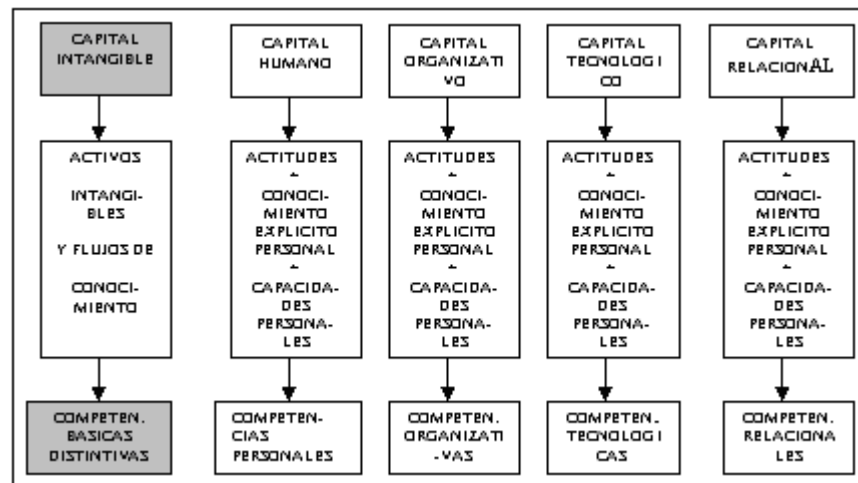 CAPITAL
INTANGIBLE
CAPITAL
HUMANO
CAPITAL
ORGANIZATI
VO
CAPITAL
TECNOLOGI
CO
CAPITAL
RELACIONAL
ACTIVOS
INTANGI-
BLES
Y FLUJOS DE
CONOCI-
MIENTO
ACTITUDES
+
CONOCI-
MIENTO
EXPLICITO
PERSONAL
+
CAPACIDA-
DES
PERSONA-
LES
ACTITUDES
+
CONOCI-
MIENTO
EXPLICITO
PERSONAL
+
CAPACIDA-
DES
PERSONA-
LES
ACTITUDES
+
CONOCI-
MIENTO
EXPLICITO
PERSONAL
+
CAPACIDA-
DES
PERSONA-
LES
ACTITUDES
+
CONOCI-
MIENTO
EXPLICITO
PERSONAL
+
CAPACIDA-
DES
PERSONA-
LES
COMPETEN.
BASICAS
DISTINTIVAS
COMPETEN-
CIAS
PERSONALES
COMPETEN.
ORGANIZATI
-VAS
COMPETEN.
TECNOLOGI
CAS
COMPETEN.
RELACIONA
LES